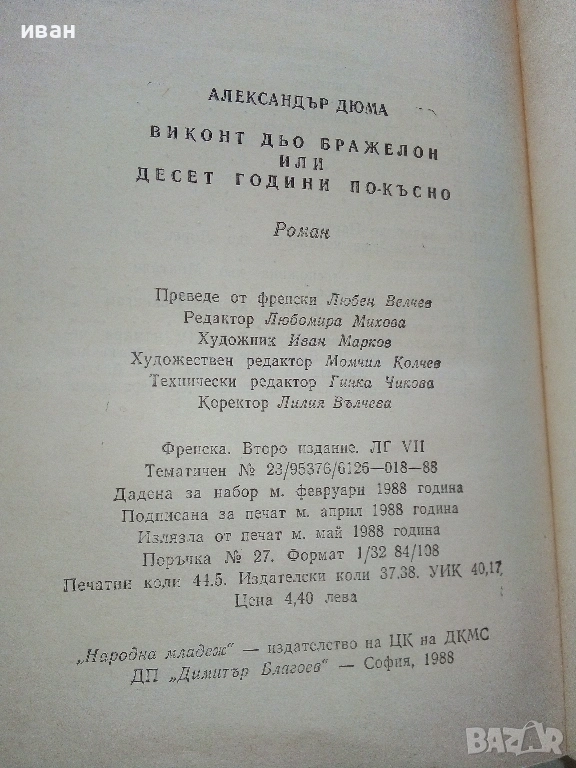 иван
АЛЕКСАНДЪР ДЮМА
ВИКОНТ ДЬО БРАЖЕЛОН
ИЛИ
ДЕСЕТ ГОДИНИ ПО-КЪСНО
Роман
Преведе от френски Любен Велчев
Редактор Любомира Михова
Художник Иван Марков
Художествен редактор Момчил Колчев
Технически редактор Гинка Чикова
Коректор Лилия Вълчева
Френска. Второ издание. ЛГ VII
Тематичен № 23/95376/6126—018—88
Дадена за набор м. февруари 1988 година
Подписана за печат м. април 1988 година
Излязла от печат м. май 1988 година
Поръчка № 27. Формат 1/32 84/108
Печатни коли 44.5. Издателски коли 37.38. УИК 40,17
Цена 4,40 лева
„Народна младеж" — издателство на ЦК на ДКМС
ДП „Димитър Благоев" — София, 1988
BAZAR